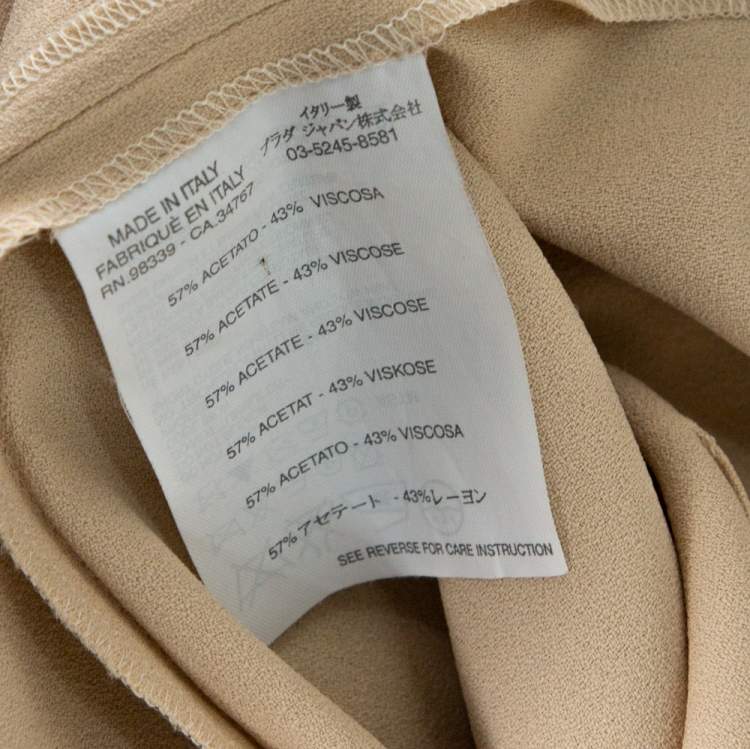 イタリー製
プラダ ジャパン株式会社
03-5245-8581
MADE IN ITALY
FABRIQUÈ EN ITALY
RN.98339 - CA.34767
57% ACETATO - 43% VISCOSA
57% ACETATE - 43% VISCOSE
57% ACETATE - 43% VISCOSE
57% ACETAT - 43% VISKOSE
57% ACETATO - 43% VISCOSA
57% アセテート - 43%レーヨン
SEE REVERSE FOR CARE INSTRUCTION